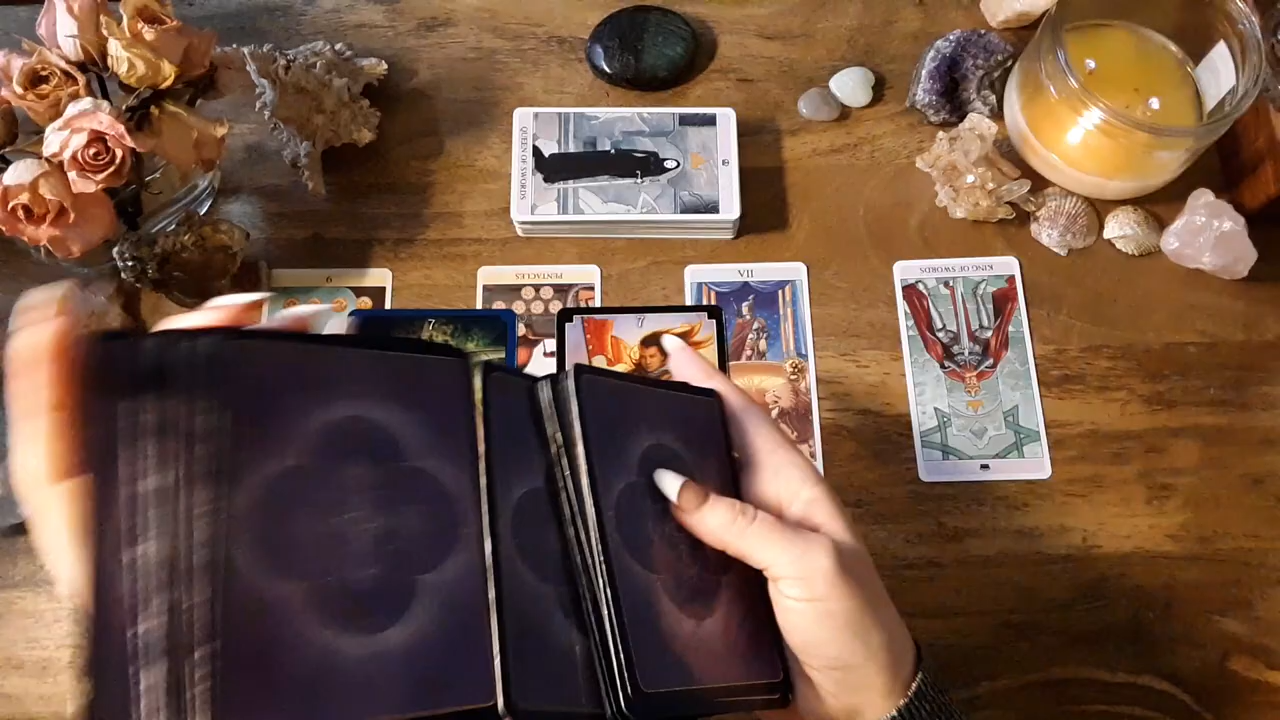 QUEEN OF SWORDS
6
PENTACLES
VII
KING OF SWORDS
7
7